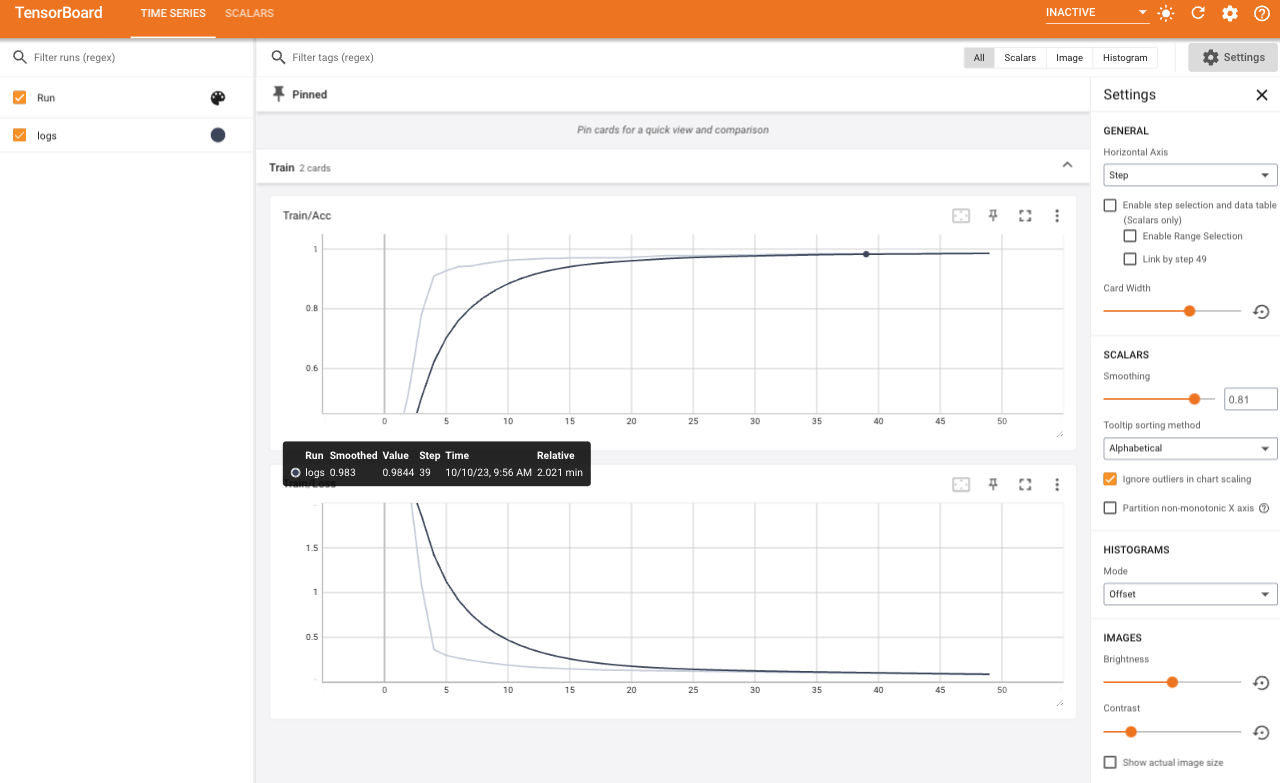 TensorBoard TIME SERIES SCALARS INACTIVE
Filter runs (regex)
Run
logs
Filter tags (regex) All Scalars Image Histogram Settings
Pinned
Pin cards for a quick view and comparison
Train 2 cards
Train/Acc
1
0.8
0.6
0 5 10 15 20 25 30 35 40 45 50
Run Smoothed Value Step Time Relative
logs 0.983 0.9844 39 10/10/23, 9:56 AM 2.021 min
Train/Loss
1.5
1
0.5
0 5 10 15 20 25 30 35 40 45 50
Settings
GENERAL
Horizontal Axis
Step
Enable step selection and data table
(Scalars only)
Enable Range Selection
Link by step 49
Card Width
SCALARS
Smoothing
0.81
Tooltip sorting method
Alphabetical
Ignore outliers in chart scaling
Partition non-monotonic X axis
HISTOGRAMS
Mode
Offset
IMAGES
Brightness
Contrast
Show actual image size